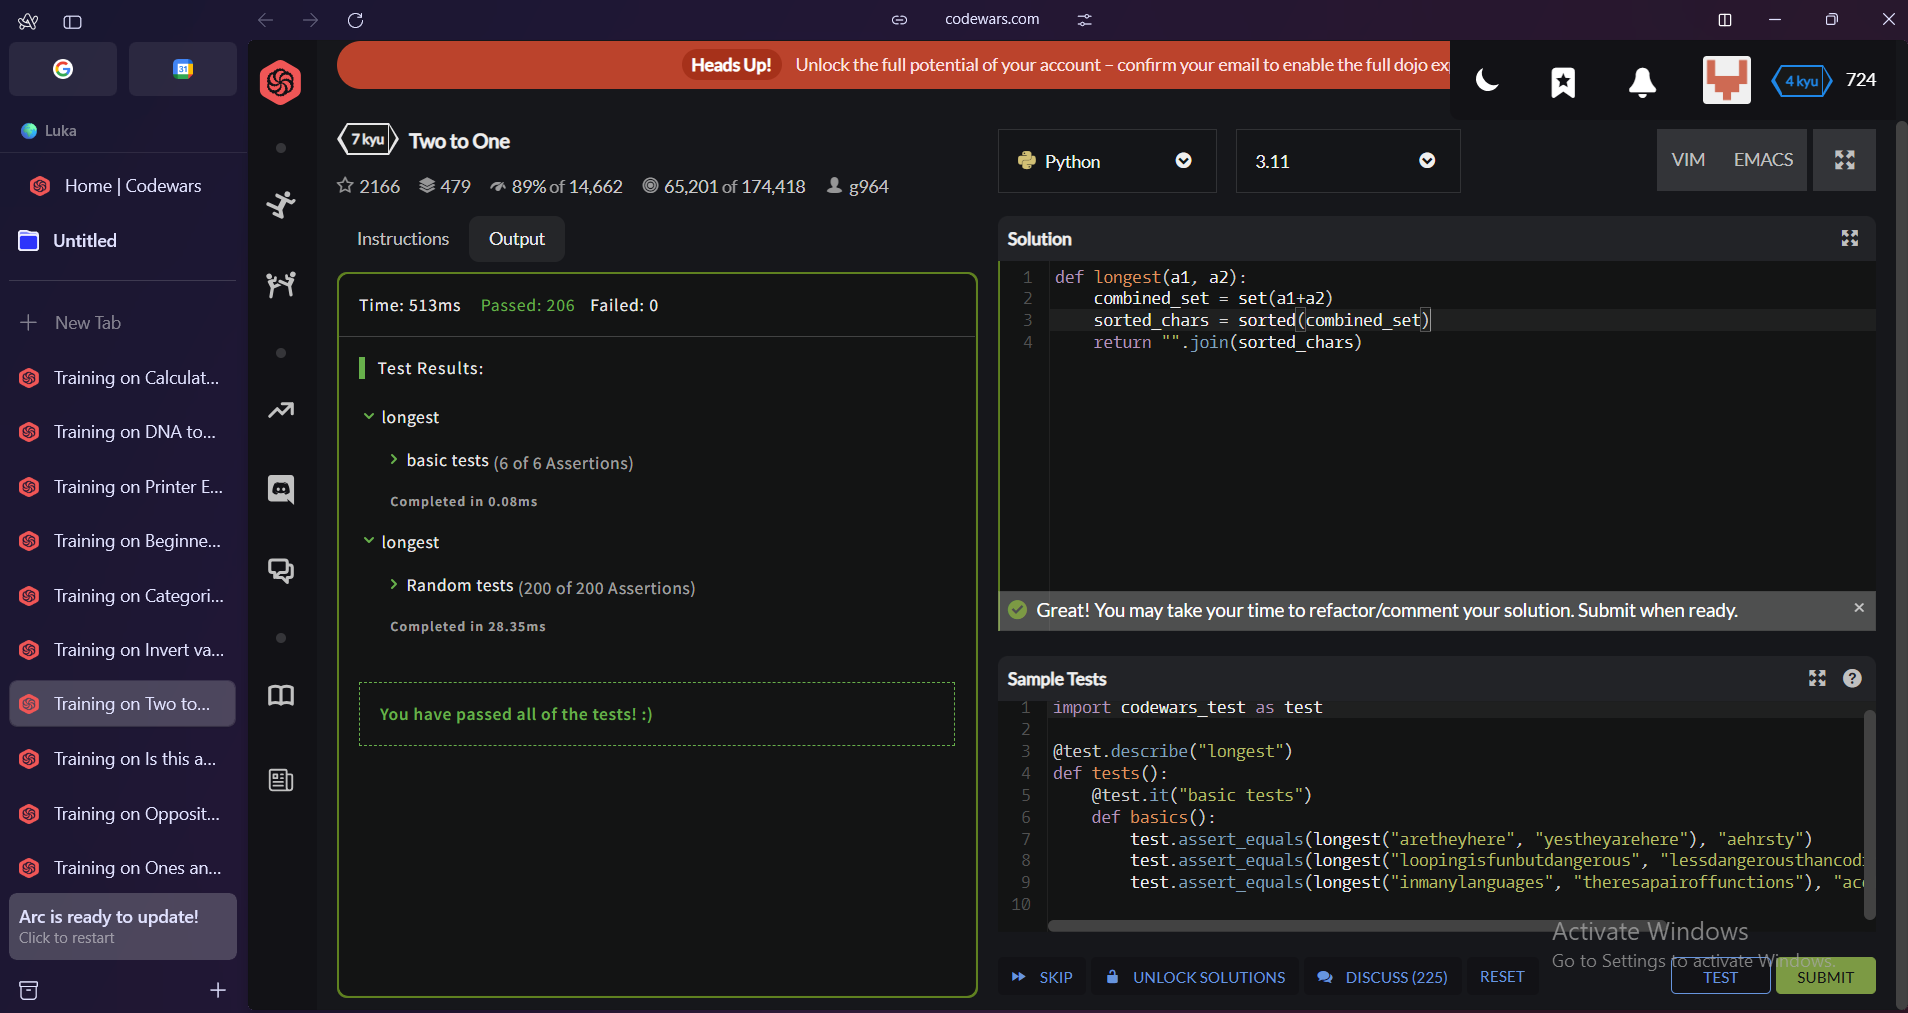 codewars.com
31
Luka
Home | Codewars
Untitled
New Tab
Training on Calculat...
Training on DNA to...
Training on Printer E...
Training on Beginne...
Training on Categori...
Training on Invert va...
Training on Two to...
Training on Is this a...
Training on Opposit...
Training on Ones an...
Arc is ready to update!
Click to restart
Heads Up! Unlock the full potential of your account – confirm your email to enable the full dojo ex
4 kyu 724
7 kyu Two to One
2166 479 89% of 14,662 65,201 of 174,418 g964
Instructions Output
Time: 513ms Passed: 206 Failed: 0
Test Results:
longest
basic tests (6 of 6 Assertions)
Completed in 0.08ms
longest
Random tests (200 of 200 Assertions)
Completed in 28.35ms
You have passed all of the tests! :)
Python 3.11 VIM EMACS
Solution
1 def longest(a1, a2):
2     combined_set = set(a1+a2)
3     sorted_chars = sorted(combined_set)
4     return "".join(sorted_chars)
Great! You may take your time to refactor/comment your solution. Submit when ready.
Sample Tests
1 import codewars_test as test
2
3 @test.describe("longest")
4 def tests():
5     @test.it("basic tests")
6     def basics():
7         test.assert_equals(longest("aretheyhere", "yestheyarehere"), "aehrsty")
8         test.assert_equals(longest("loopingisfunbutdangerous", "lessdangerousthancod
9         test.assert_equals(longest("inmanylanguages", "theresapairoffunctions"), "ac
10
Activate Windows
Go to Settings to activate Windows.
SKIP UNLOCK SOLUTIONS DISCUSS (225) RESET TEST SUBMIT